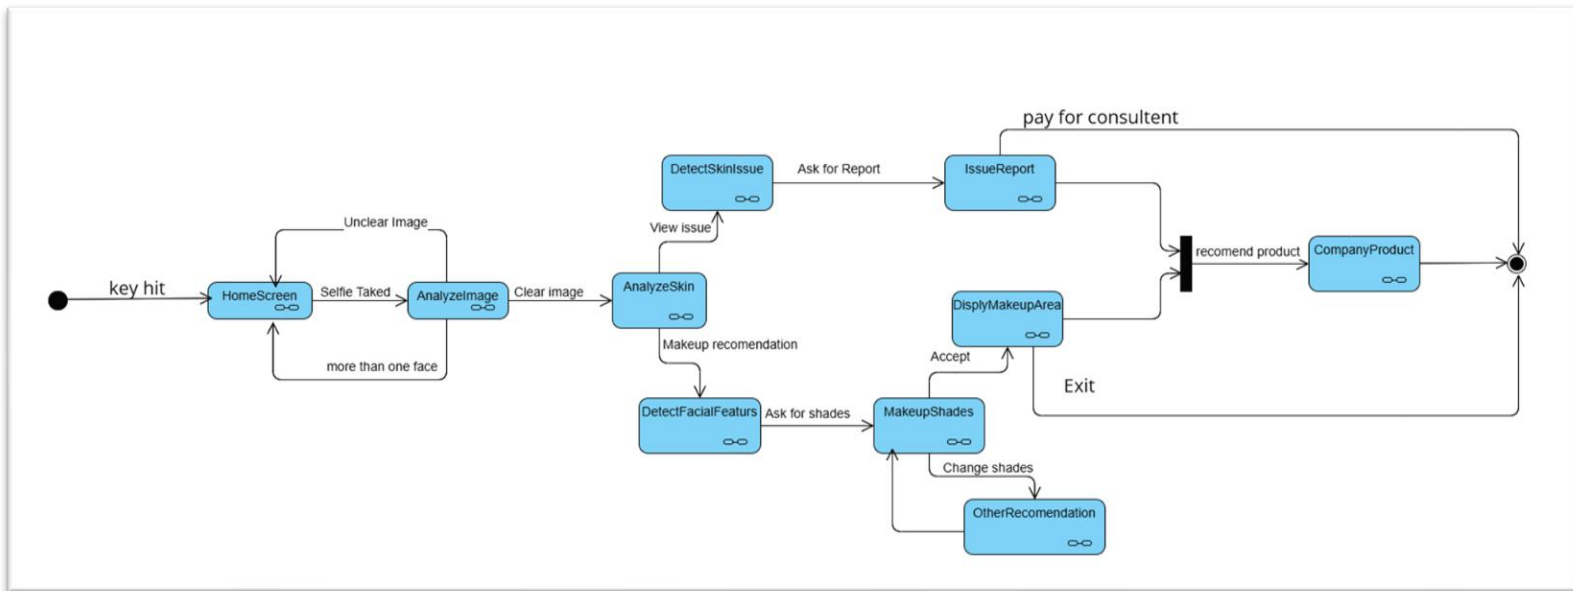 pay for consultent
DetectSkinIssue
Ask for Report
IssueReport
Unclear Image
View issue
recomend product
CompanyProduct
key hit
HomeScreen
Selfie Taked
AnalyzeImage
Clear image
AnalyzeSkin
DisplyMakeupArea
Makeup recomendation
Accept
more than one face
Exit
DetectFacialFeaturs
Ask for shades
MakeupShades
Change shades
OtherRecomendation